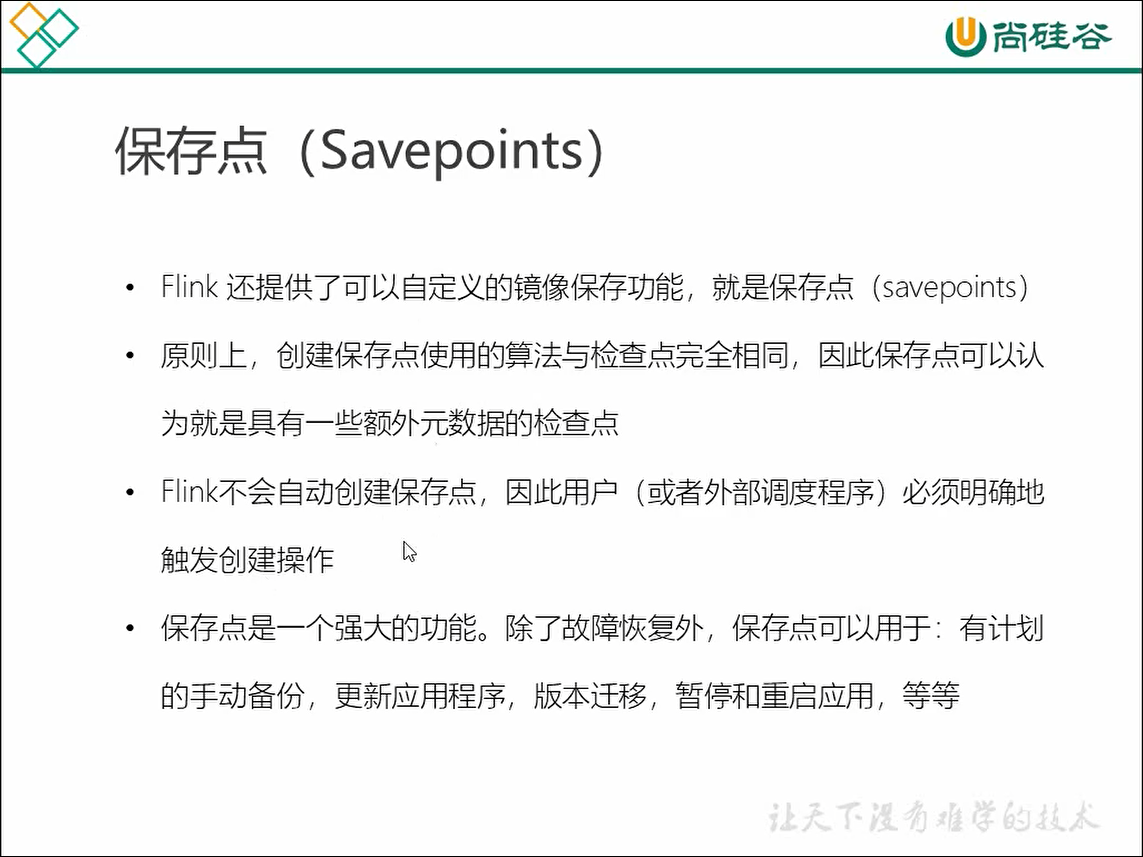 尚硅谷
保存点（Savepoints）
• Flink 还提供了可以自定义的镜像保存功能，就是保存点（savepoints）
• 原则上，创建保存点使用的算法与检查点完全相同，因此保存点可以认
为就是具有一些额外元数据的检查点
• Flink不会自动创建保存点，因此用户（或者外部调度程序）必须明确地
触发创建操作
• 保存点是一个强大的功能。除了故障恢复外，保存点可以用于：有计划
的手动备份，更新应用程序，版本迁移，暂停和重启应用，等等
让天下没有难学的技术